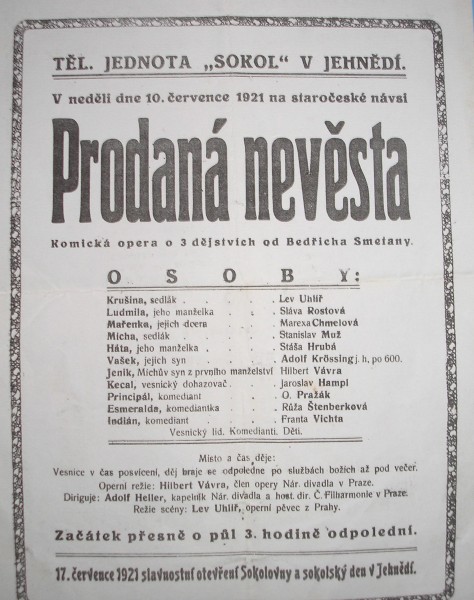 TĚL. JEDNOTA „SOKOL" V JEHNĚDÍ.
V neděli dne 10. července 1921 na staročeské návsi
Prodaná nevěsta
Komická opera o 3 dějstvích od Bedřicha Smetany.
OSOBY:
Krušina, sedlák . . . . . Lev Uhlíř
Ludmila, jeho manželka . . . Sláva Rostová
Mařenka, jejich dcera . . . Marexa Chmelová
Mícha, sedlák . . . . . Stanislav Muž
Háta, jeho manželka . . . . Stáša Hrubá
Vašek, jejich syn . . . . Adolf Krössing j. h, po 600.
Jeník, Míchův syn z prvního manželství Hilbert Vávra
Kecal, vesnický dohazovač . . . Jaroslav Hampl
Principál, komediant . . . O. Pražák
Esmeralda, komediantka . . . Růža Štenberková
Indián, komediant . . . . Franta Vichta
Vesnický lid. Komedianti. Děti.
Místo a čas děje:
Vesnice v čas posvícení, děj hraje se odpoledne po službách božích až pod večer.
Operní režie: Hilbert Vávra, člen opery Nár. divadla v Praze.
Diriguje: Adolf Heller, kapelník Nár. divadla a host. dir. Č. Filharmonie v Praze.
Režie scény: Lev Uhlíř, operní pěvec z Prahy.
Začátek přesně o půl 3. hodině odpolední.
17. července 1921 slavnostní otevření Sokolovny a sokolský den v Jehnědí.